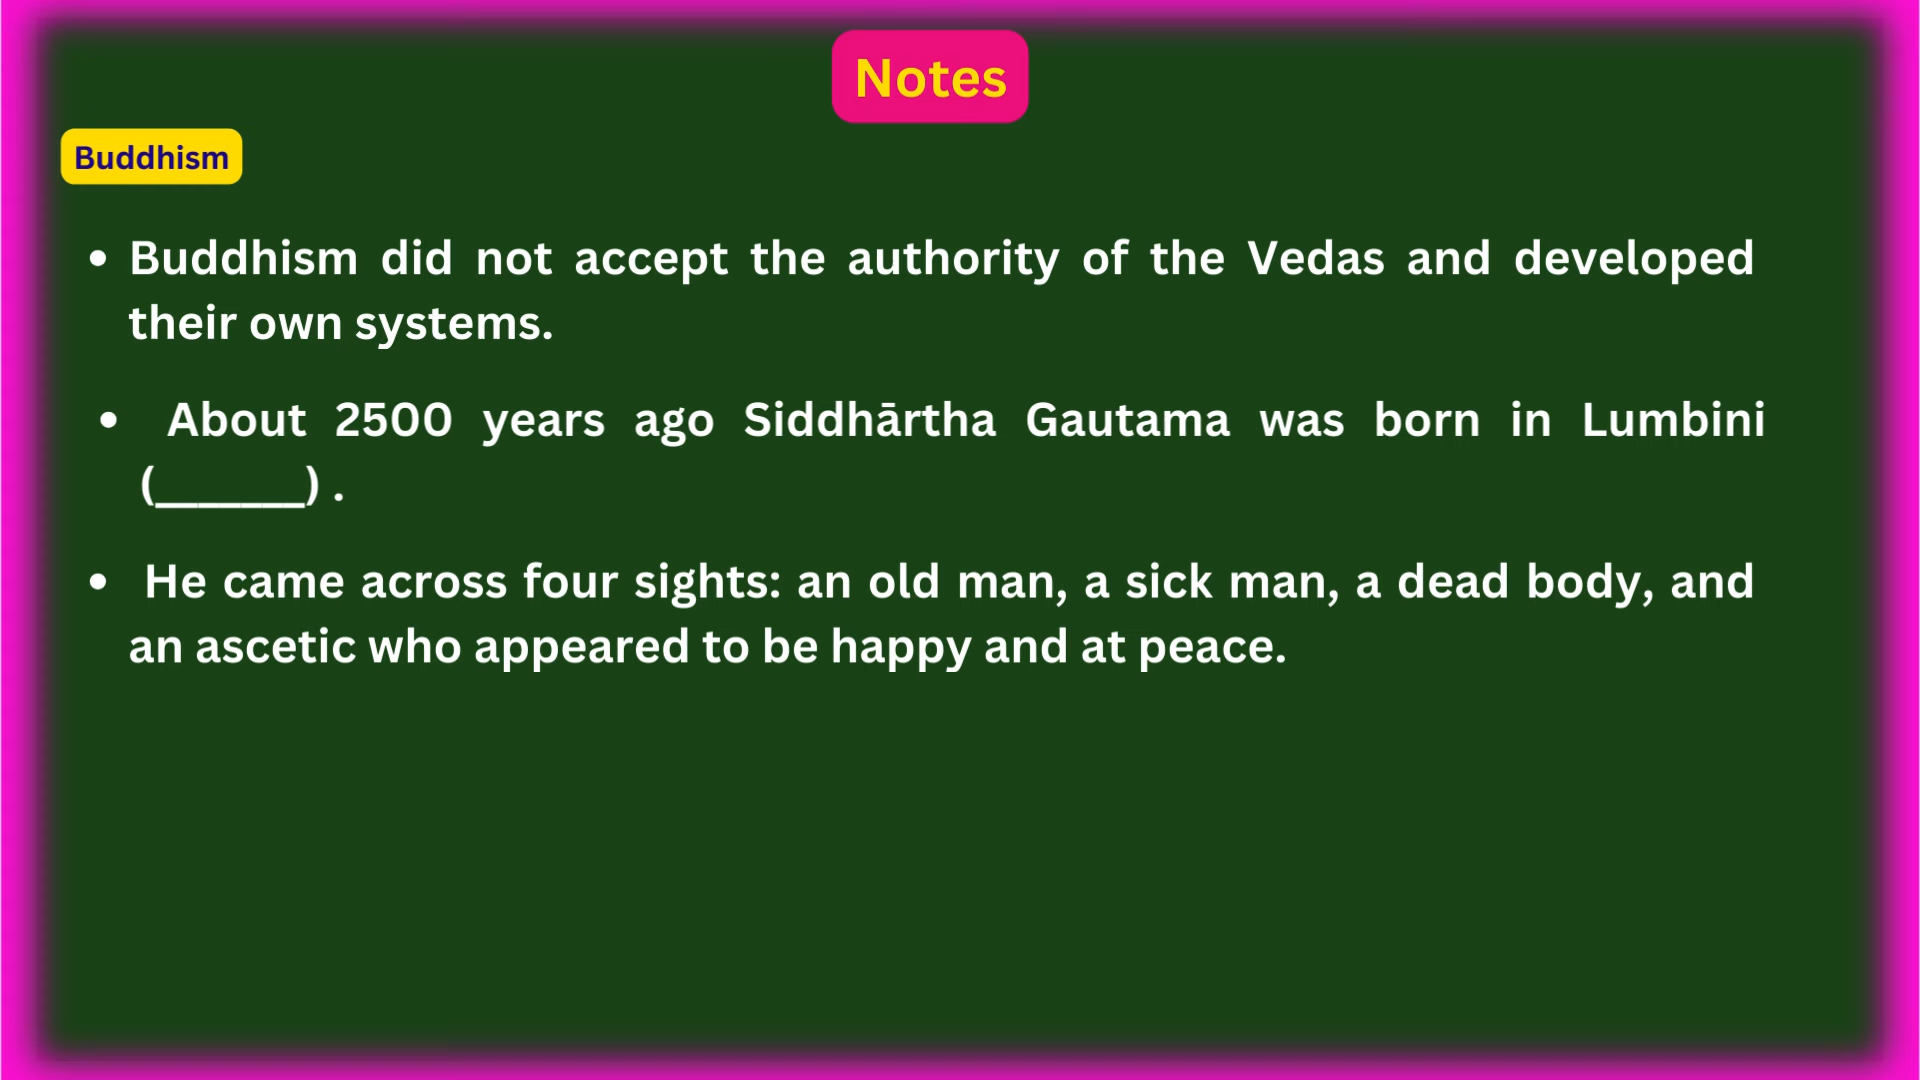 Notes
Buddhism
• Buddhism did not accept the authority of the Vedas and developed
their own systems.
• About 2500 years ago Siddhārtha Gautama was born in Lumbini
(_______) .
• He came across four sights: an old man, a sick man, a dead body, and
an ascetic who appeared to be happy and at peace.